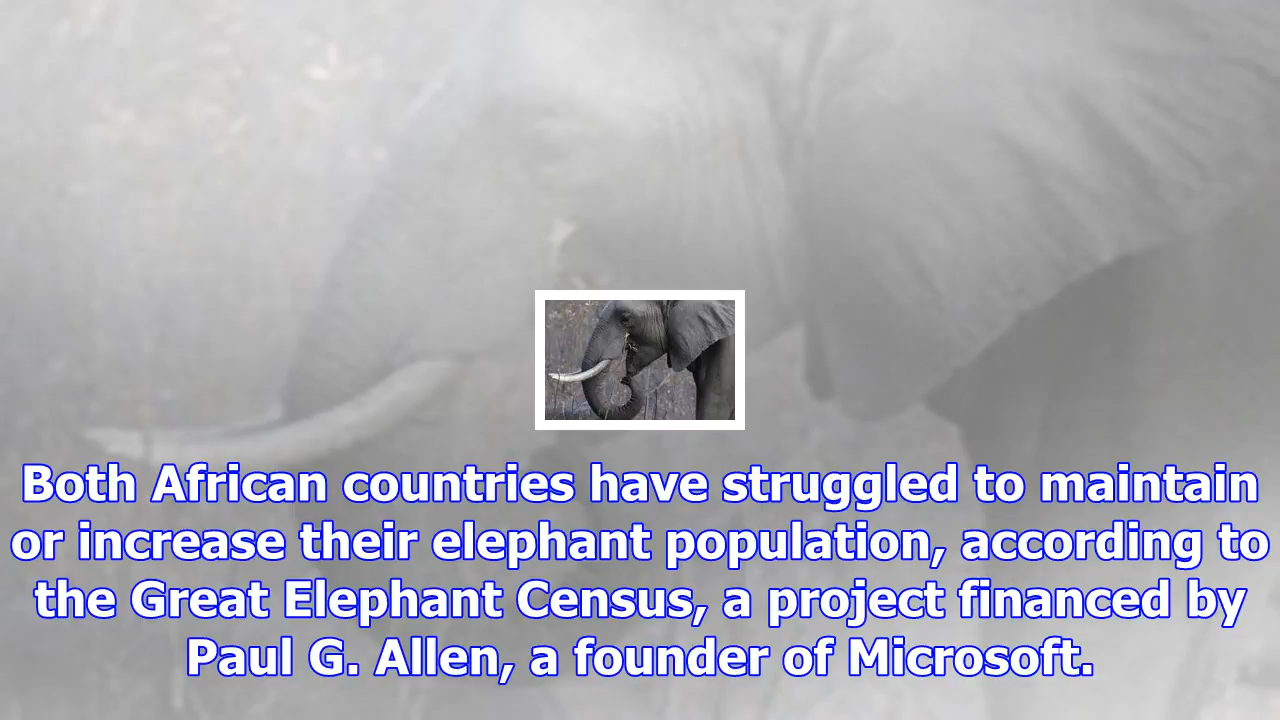 Both African countries have struggled to maintain
or increase their elephant population, according to
the Great Elephant Census, a project financed by
Paul G. Allen, a founder of Microsoft.